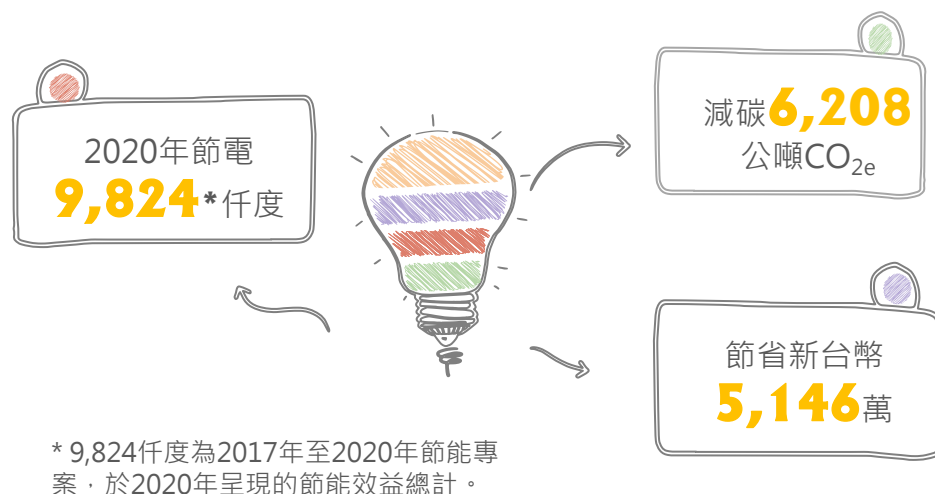 2020年節電
9,824*仟度
減碳6,208
公噸CO2e
節省新台幣
5,146萬
* 9,824仟度為2017年至2020年節能專
案，於2020年呈現的節能效益總計。